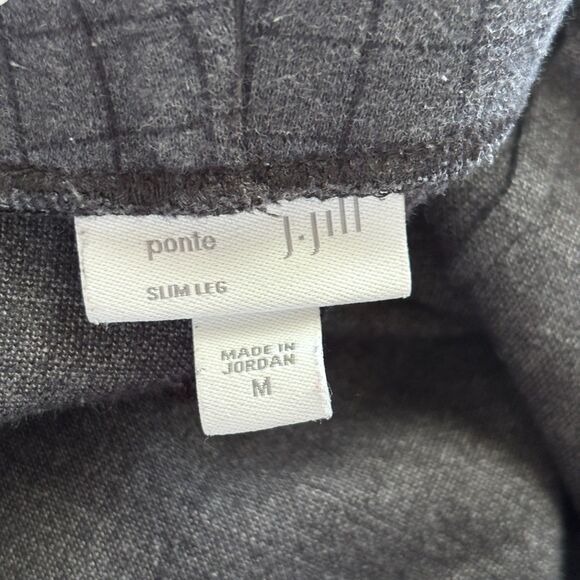 ponte J.Jill
SLIM LEG
MADE IN
JORDAN
M